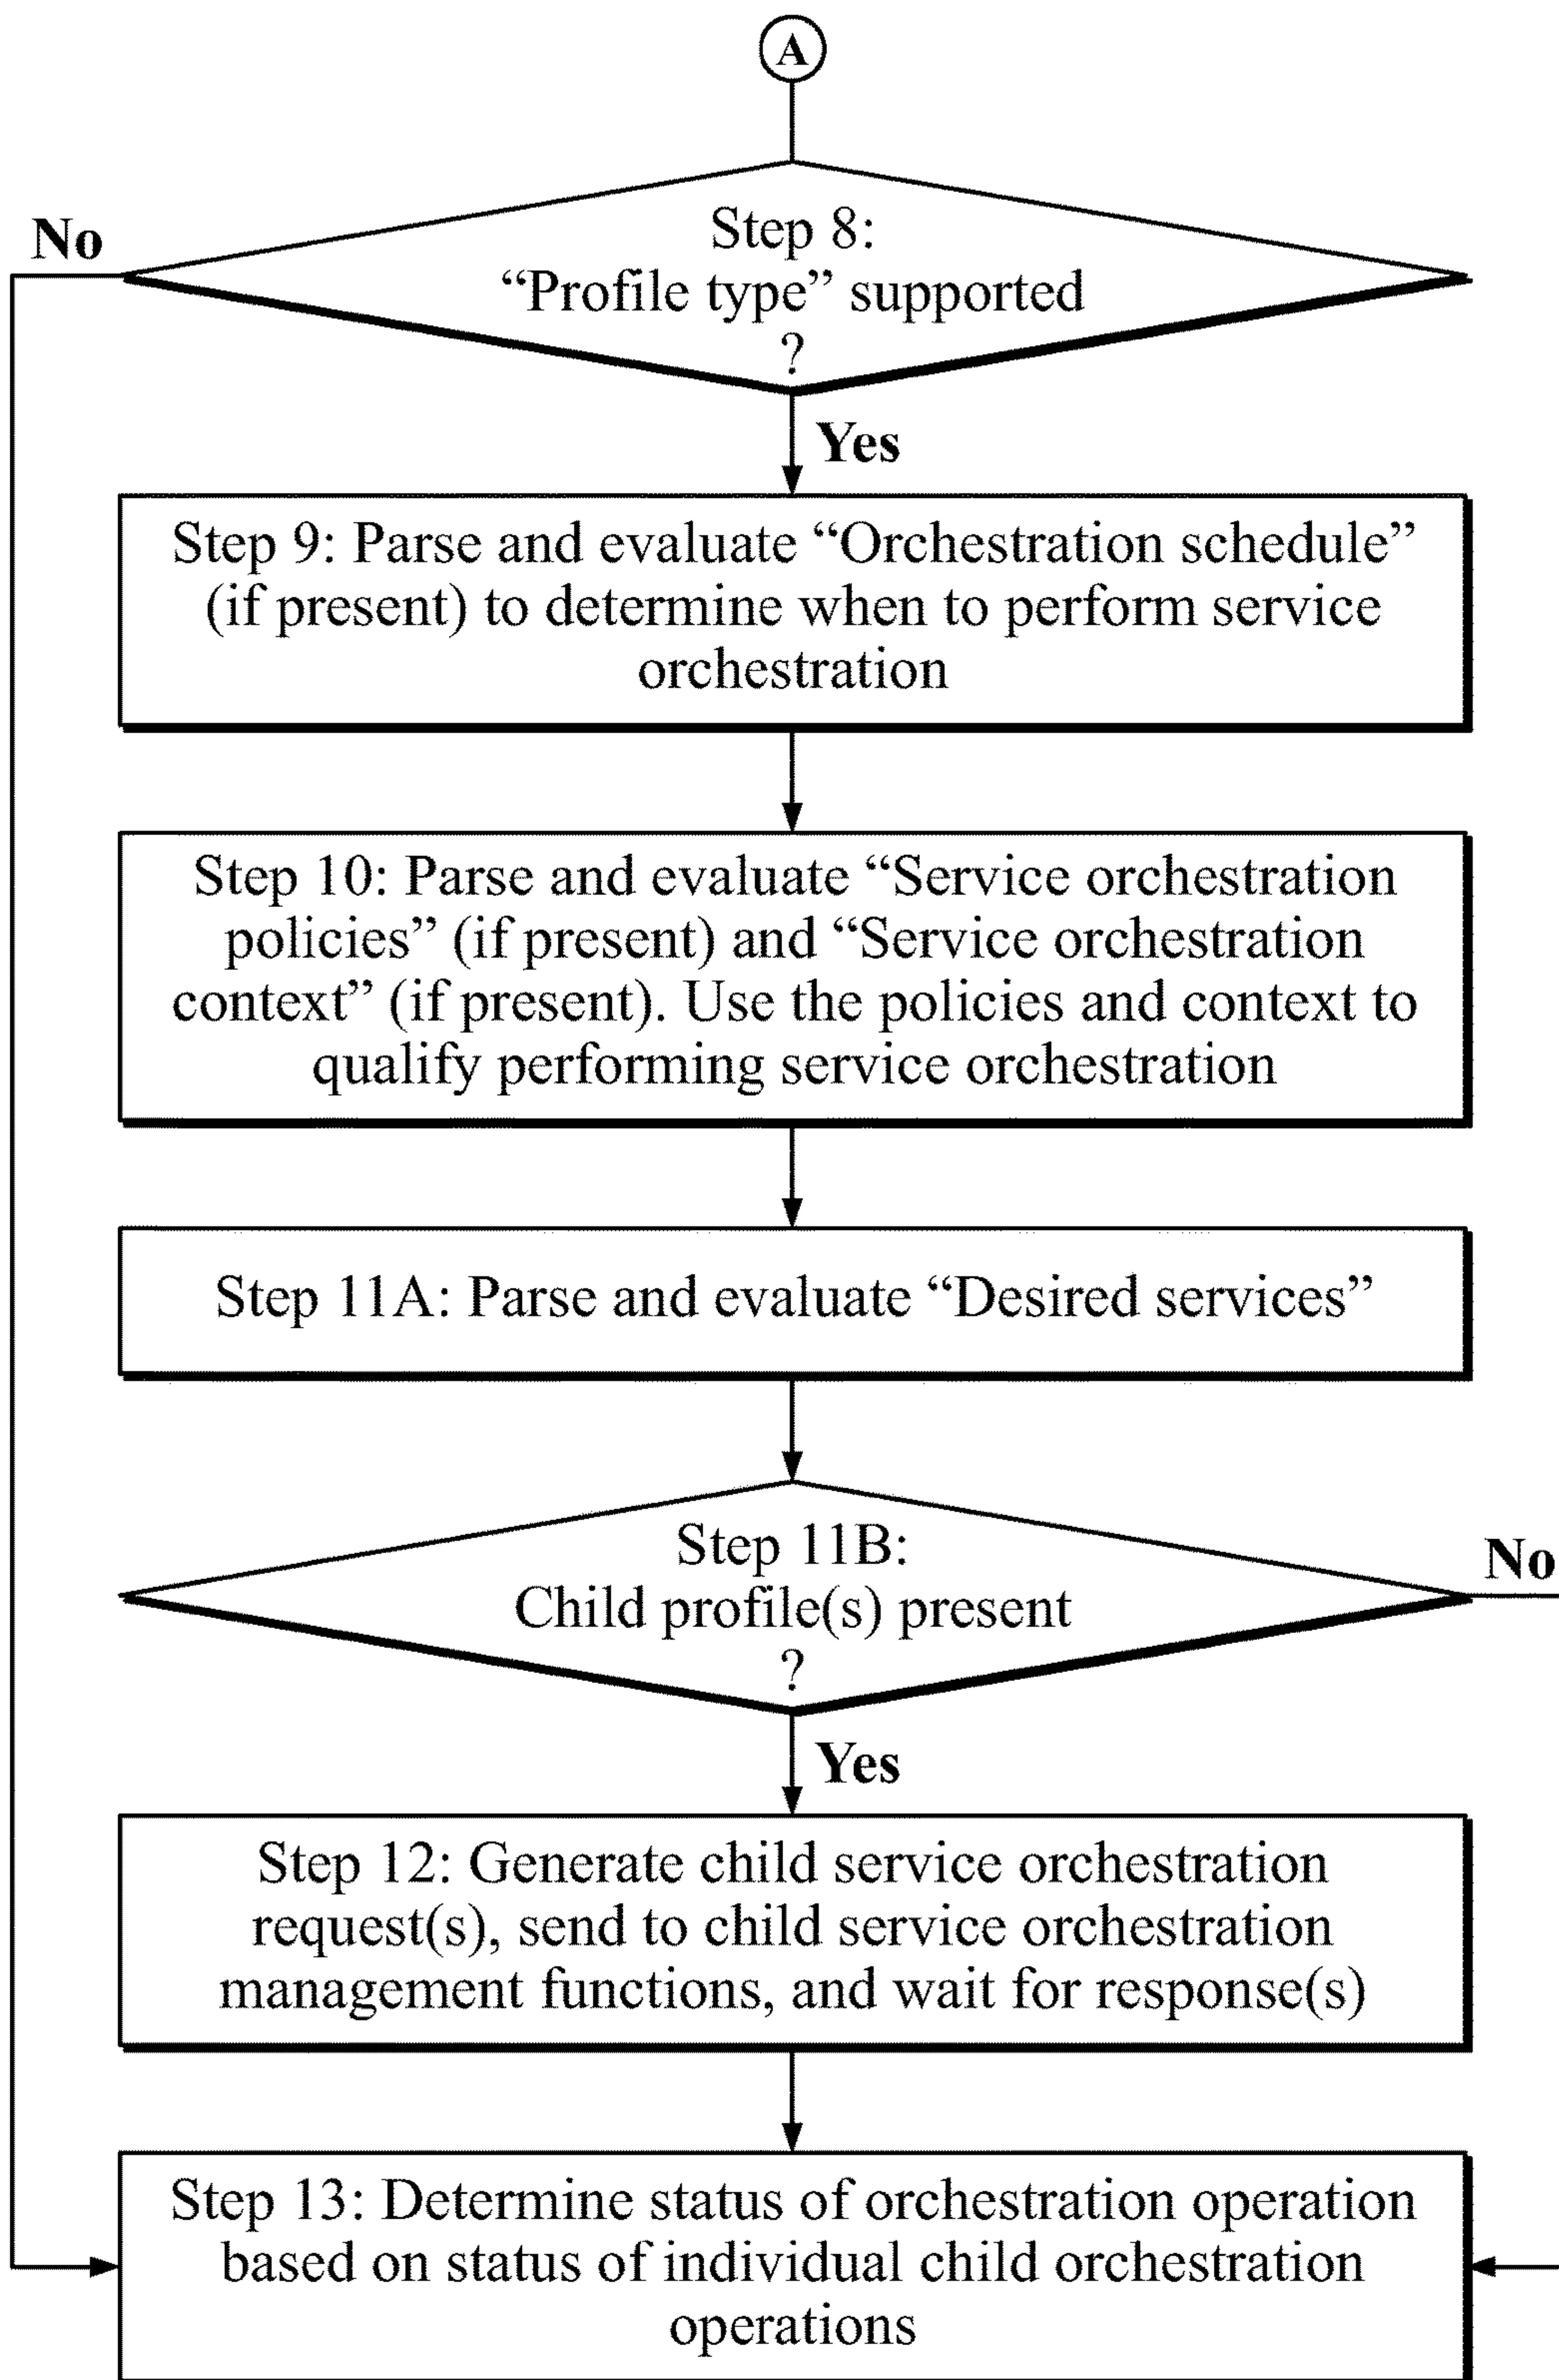 A
No
Step 8:
“Profile type” supported
?
Yes
Step 9: Parse and evaluate “Orchestration schedule”
(if present) to determine when to perform service
orchestration
Step 10: Parse and evaluate “Service orchestration
policies” (if present) and “Service orchestration
context” (if present). Use the policies and context to
qualify performing service orchestration
Step 11A: Parse and evaluate “Desired services”
Step 11B:
Child profile(s) present
?
No
Yes
Step 12: Generate child service orchestration
request(s), send to child service orchestration
management functions, and wait for response(s)
Step 13: Determine status of orchestration operation
based on status of individual child orchestration
operations